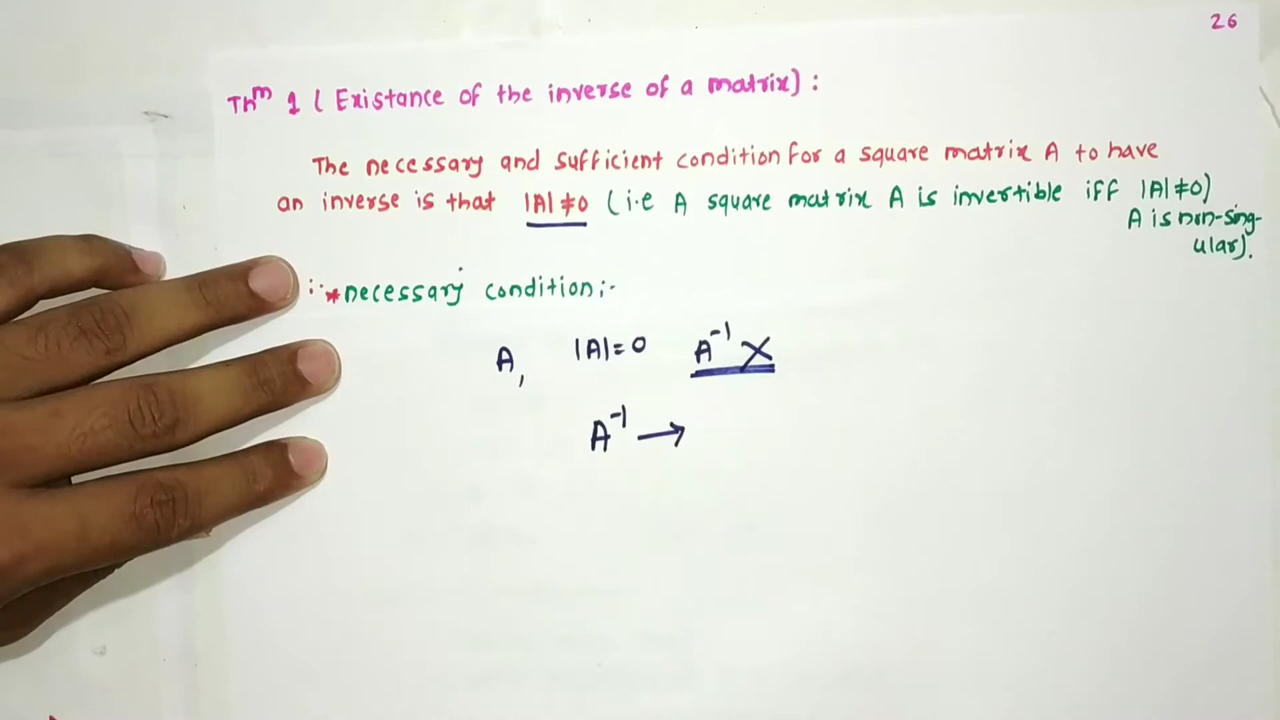 26
Thm 1 ( Existance of the inverse of a matrix) :
The necessary and sufficient condition for a square matrix A to have
an inverse is that |A| ≠ 0 (i.e A square matrix A is invertible iff |A| ≠ 0)
A is non-sing-
ular).
:·* necessary condition:-
A, |A| = 0 A⁻¹ X
A⁻¹ →